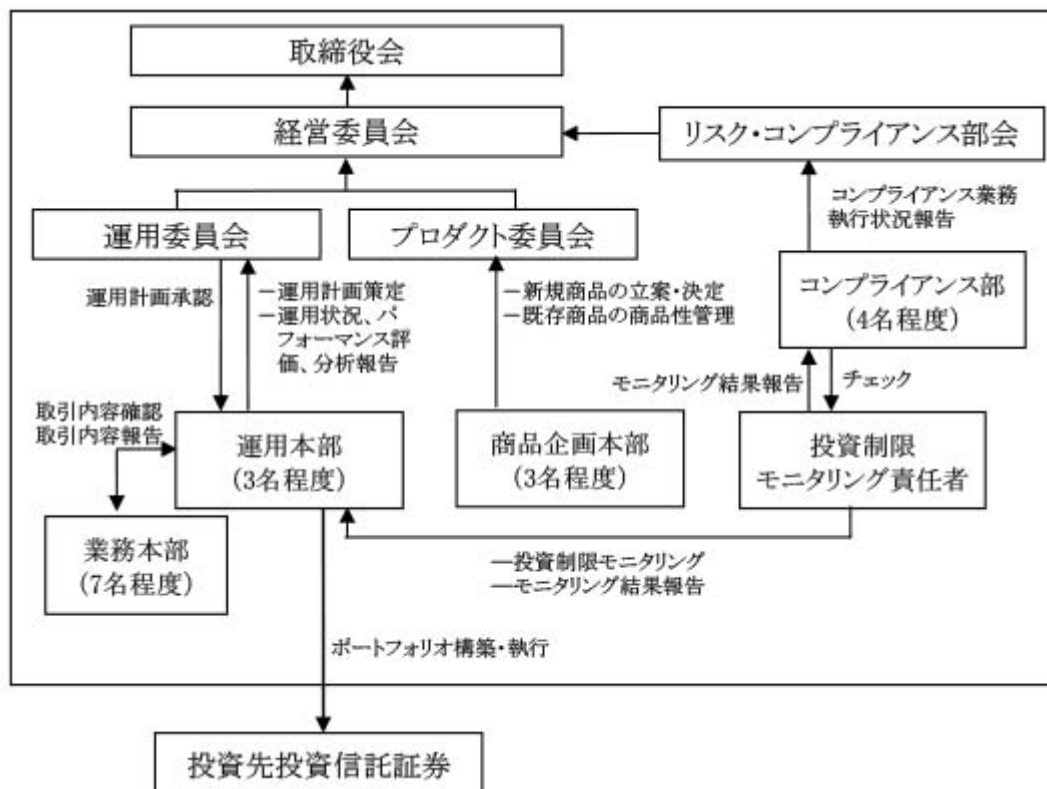 取締役会
経営委員会
リスク・コンプライアンス部会
コンプライアンス業務
執行状況報告
運用委員会
プロダクト委員会
運用計画承認
－運用計画策定
－運用状況、パ
フォーマンス評
価、分析報告
－新規商品の立案・決定
－既存商品の商品性管理
コンプライアンス部
(4名程度)
モニタリング結果報告
チェック
取引内容確認
取引内容報告
運用本部
(3名程度)
商品企画本部
(3名程度)
投資制限
モニタリング責任者
業務本部
(7名程度)
―投資制限モニタリング
―モニタリング結果報告
ポートフォリオ構築・執行
投資先投資信託証券